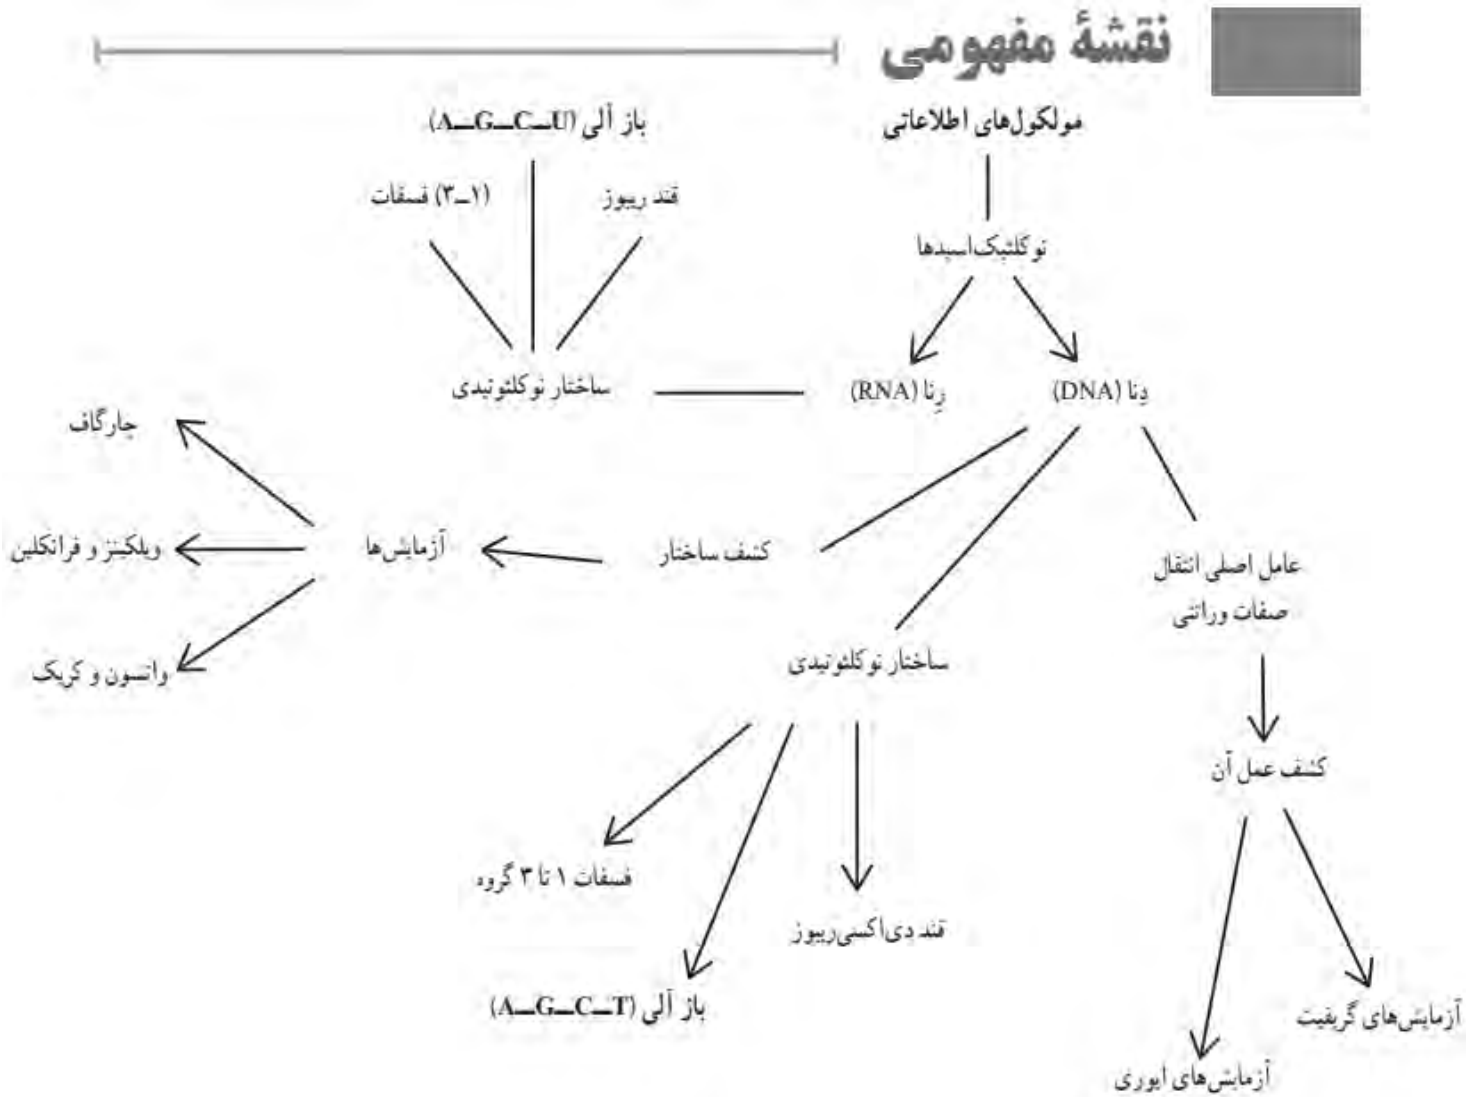 نقشهٔ مفهومی
مولکول‌های اطلاعاتی
باز آلی (A_G_C_U)
قند ریبوز
(۱_۳) فسفات
نوکلئیک‌اسیدها
دِنا (DNA)
رِنا (RNA)
ساختار نوکلئوتیدی
چارگاف
ویلکینز و فرانکلین
واتسون و کریک
آزمایش‌ها
کشف ساختار
عامل اصلی انتقال
صفات وراثتی
ساختار نوکلئوتیدی
کشف عمل آن
فسفات ۱ تا ۳ گروه
قند دِی‌اکسی‌ریبوز
باز آلی (A_G_C_T)
آزمایش‌های گریفیت
آزمایش‌های ایوری